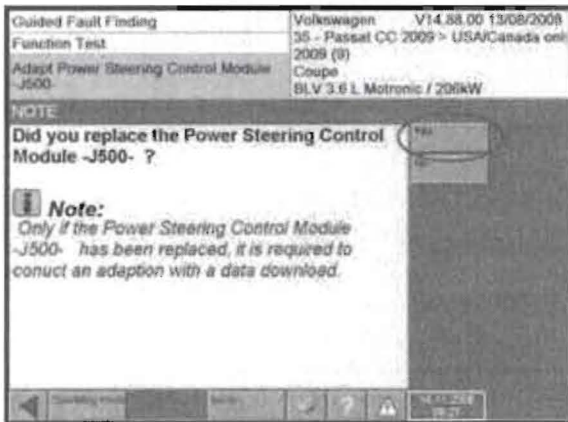 Guided Fault Finding
Function Test
Adapt Power Steering Control Module
-J500-
Volkswagen V14.88.00 13/08/2008
35 - Passat CC 2009 > USA/Canada onl
2009 (9)
Coupe
BLV 3.6 L Motronic / 206kW
NOTE
Did you replace the Power Steering Control
Module -J500- ?
Note:
Only if the Power Steering Control Module
-J500- has been replaced, it is required to
conuct an adaption with a data download.
?